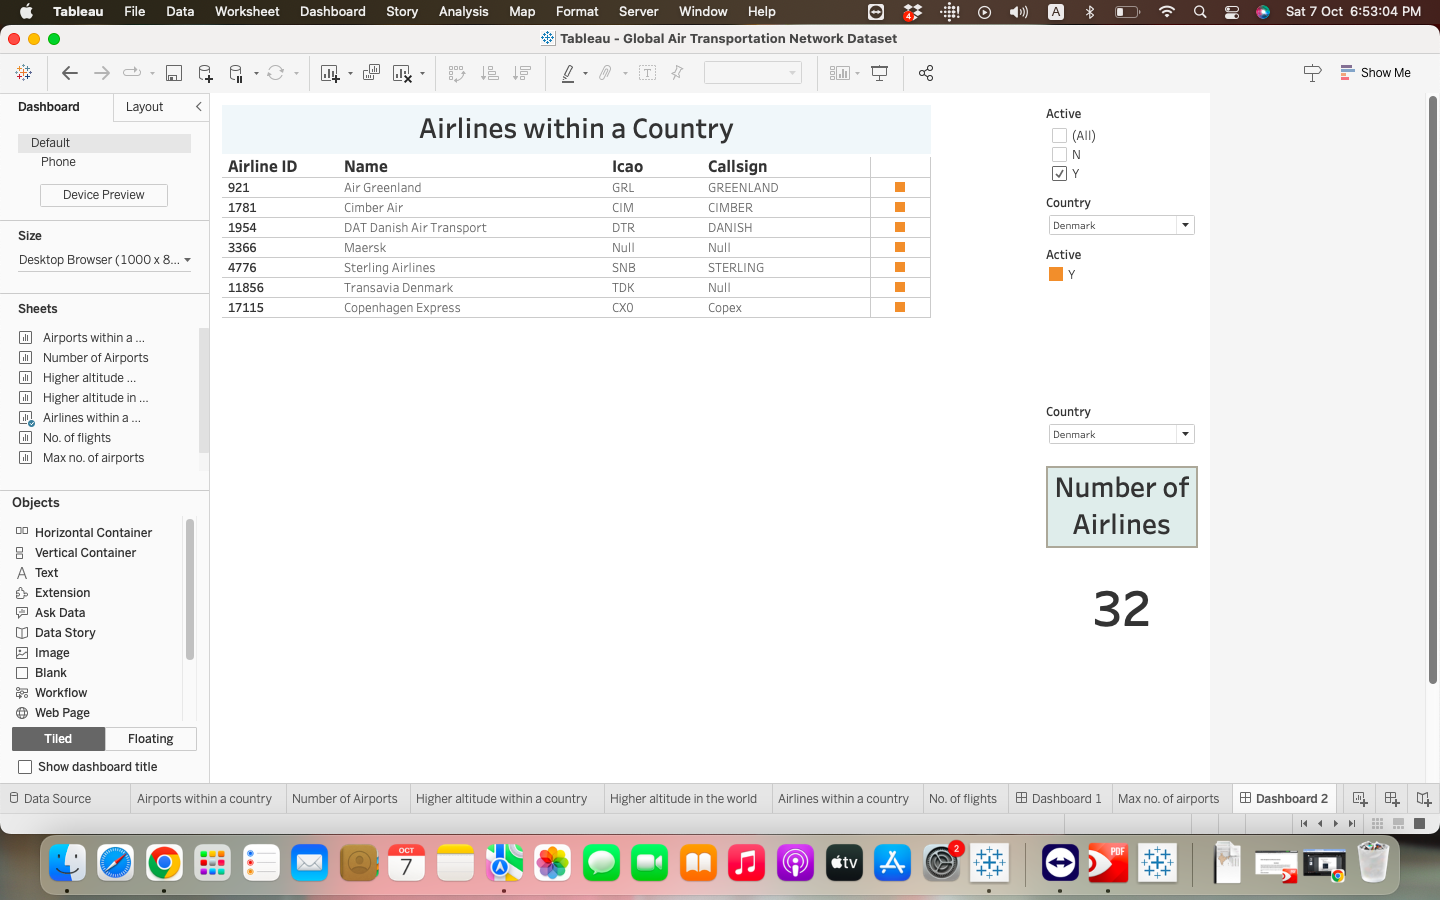 Tableau File Data Worksheet Dashboard Story Analysis Map Format Server Window Help 4 A Sat 7 Oct 6:53:04 PM
Tableau - Global Air Transportation Network Dataset
Show Me
Dashboard Layout
Default
Phone
Device Preview
Size
Desktop Browser (1000 x 8...
Sheets
Airports within a ...
Number of Airports
Higher altitude ...
Higher altitude in ...
Airlines within a ...
No. of flights
Max no. of airports
Objects
Horizontal Container
Vertical Container
Text
Extension
Ask Data
Data Story
Image
Blank
Workflow
Web Page
Tiled Floating
Show dashboard title
Airlines within a Country
Airline ID Name Icao Callsign
921 Air Greenland GRL GREENLAND
1781 Cimber Air CIM CIMBER
1954 DAT Danish Air Transport DTR DANISH
3366 Maersk Null Null
4776 Sterling Airlines SNB STERLING
11856 Transavia Denmark TDK Null
17115 Copenhagen Express CX0 Copex
Active
(All)
N
Y
Country
Denmark
Active
Y
Country
Denmark
Number of
Airlines
32
Data Source Airports within a country Number of Airports Higher altitude within a country Higher altitude in the world Airlines within a country No. of flights Dashboard 1 Max no. of airports Dashboard 2
OCT
7
tv
2
PDF